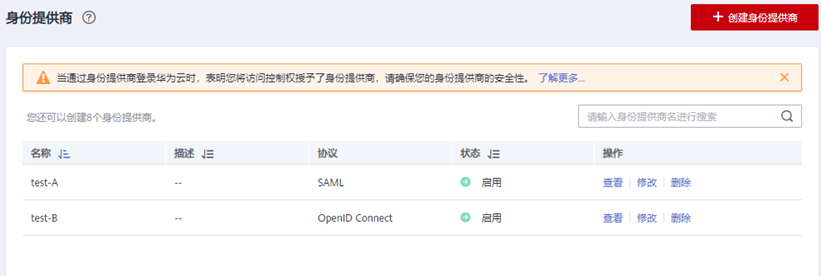 身份提供商
+ 创建身份提供商
当通过身份提供商登录华为云时，表明您将访问控制权授予了身份提供商，请确保您的身份提供商的安全性。 了解更多...
您还可以创建8个身份提供商。
请输入身份提供商名进行搜索
名称 描述 协议 状态 操作
test-A -- SAML 启用 查看 修改 删除
test-B -- OpenID Connect 启用 查看 修改 删除